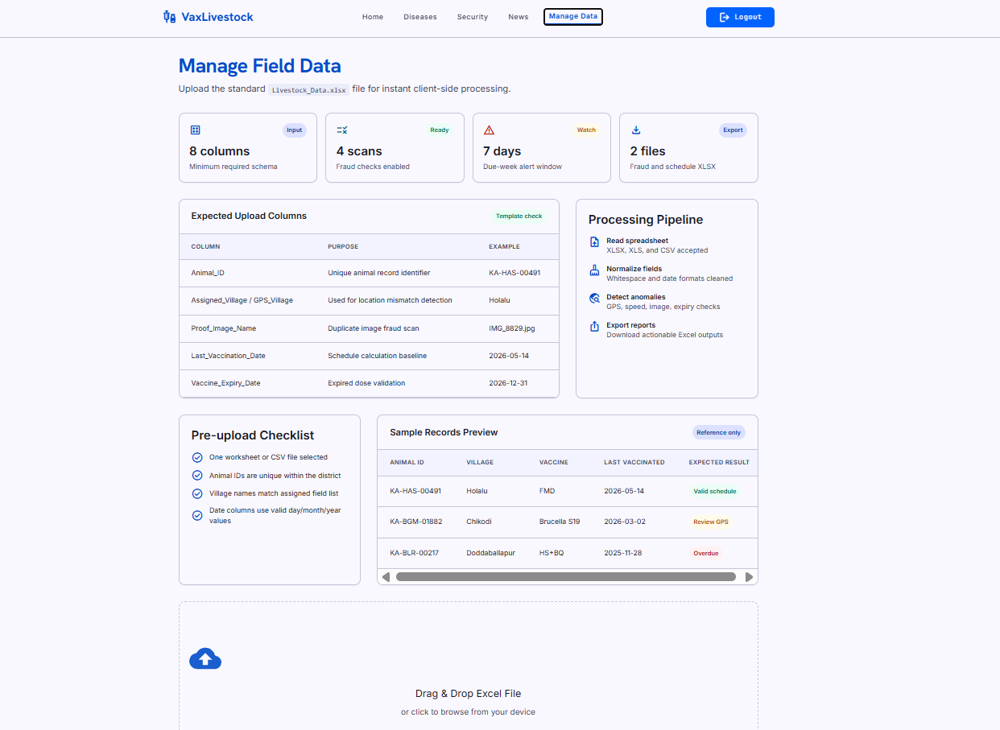 VaxLivestock
Home Diseases Security News Manage Data
Logout
Manage Field Data
Upload the standard Livestock_Data.xlsx file for instant client-side processing.
Input
8 columns
Minimum required schema
Ready
4 scans
Fraud checks enabled
Watch
7 days
Due-week alert window
Export
2 files
Fraud and schedule XLSX
Expected Upload Columns
Template check
COLUMN PURPOSE EXAMPLE
Animal_ID Unique animal record identifier KA-HAS-00491
Assigned_Village / GPS_Village Used for location mismatch detection Holalu
Proof_Image_Name Duplicate image fraud scan IMG_8829.jpg
Last_Vaccination_Date Schedule calculation baseline 2026-05-14
Vaccine_Expiry_Date Expired dose validation 2026-12-31
Processing Pipeline
Read spreadsheet
XLSX, XLS, and CSV accepted
Normalize fields
Whitespace and date formats cleaned
Detect anomalies
GPS, speed, image, expiry checks
Export reports
Download actionable Excel outputs
Pre-upload Checklist
One worksheet or CSV file selected
Animal IDs are unique within the district
Village names match assigned field list
Date columns use valid day/month/year
values
Sample Records Preview
Reference only
ANIMAL ID VILLAGE VACCINE LAST VACCINATED EXPECTED RESULT
KA-HAS-00491 Holalu FMD 2026-05-14 Valid schedule
KA-BGM-01882 Chikodi Brucella S19 2026-03-02 Review GPS
KA-BLR-00217 Doddaballapur HS+BQ 2025-11-28 Overdue
Drag & Drop Excel File
or click to browse from your device